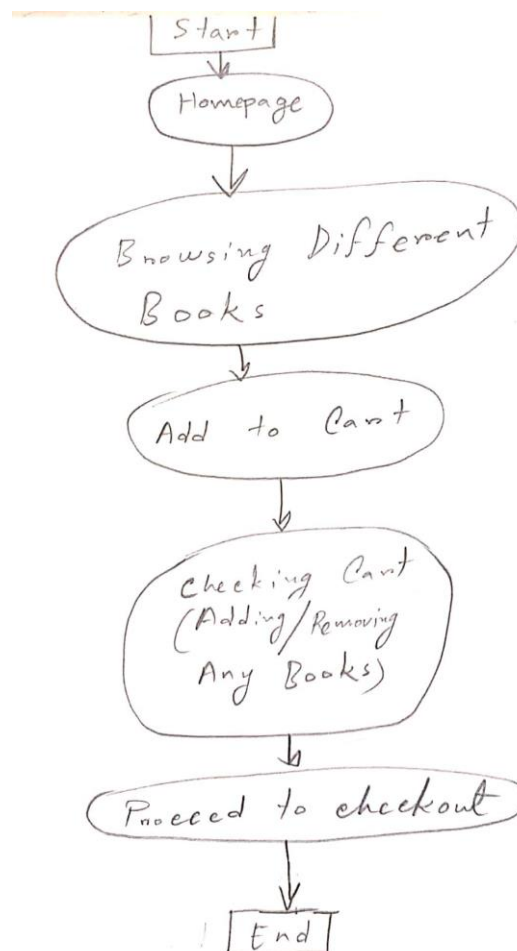 Start
Homepage
Browsing Different
Books
Add to Cart
Checking Cart
(Adding/Removing
Any Books)
Proceed to checkout
End